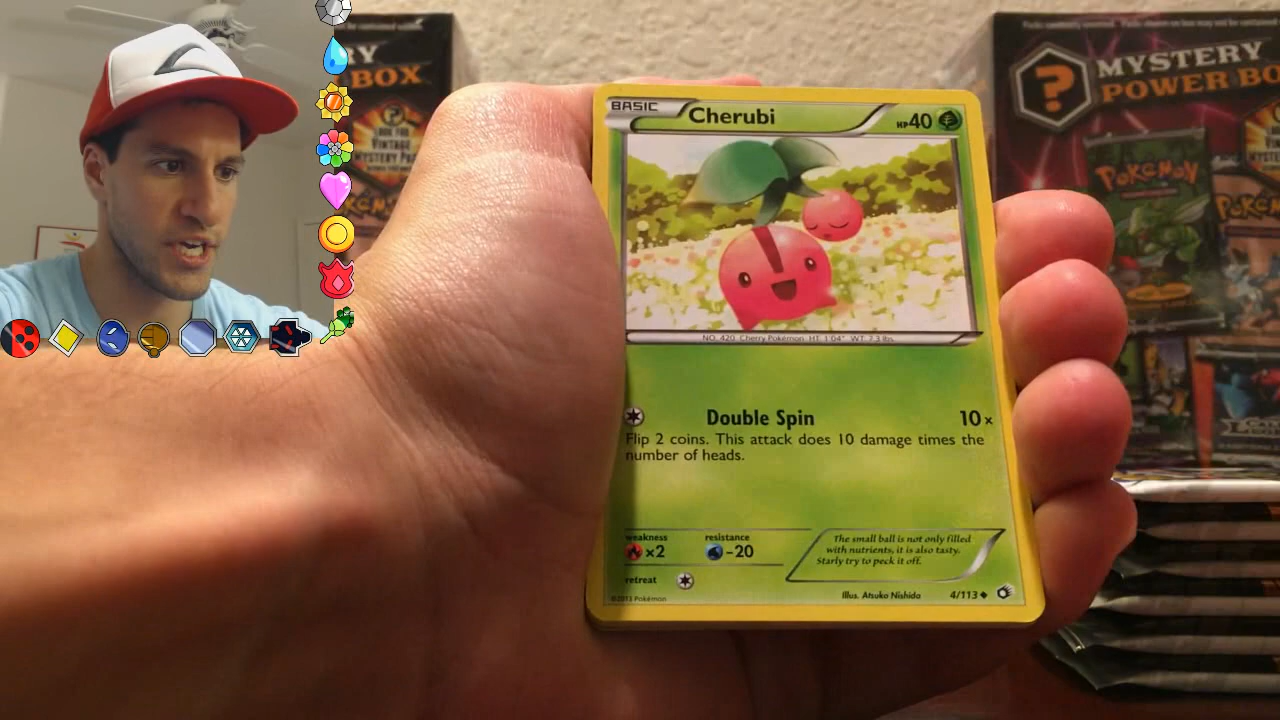 RY
BOX
BASIC
Cherubi
HP40
NO. 420 Cherry Pokémon HT. 1'04" WT. 7.3 lbs.
Double Spin 10×
Flip 2 coins. This attack does 10 damage times the
number of heads.
weakness
×2
resistance
-20
retreat
The small ball is not only filled
with nutrients, it is also tasty.
Starly try to peck it off.
©2013 Pokémon
Illus. Atsuko Nishida
4/113
?
MYSTERY
POWER BO
POKéMON